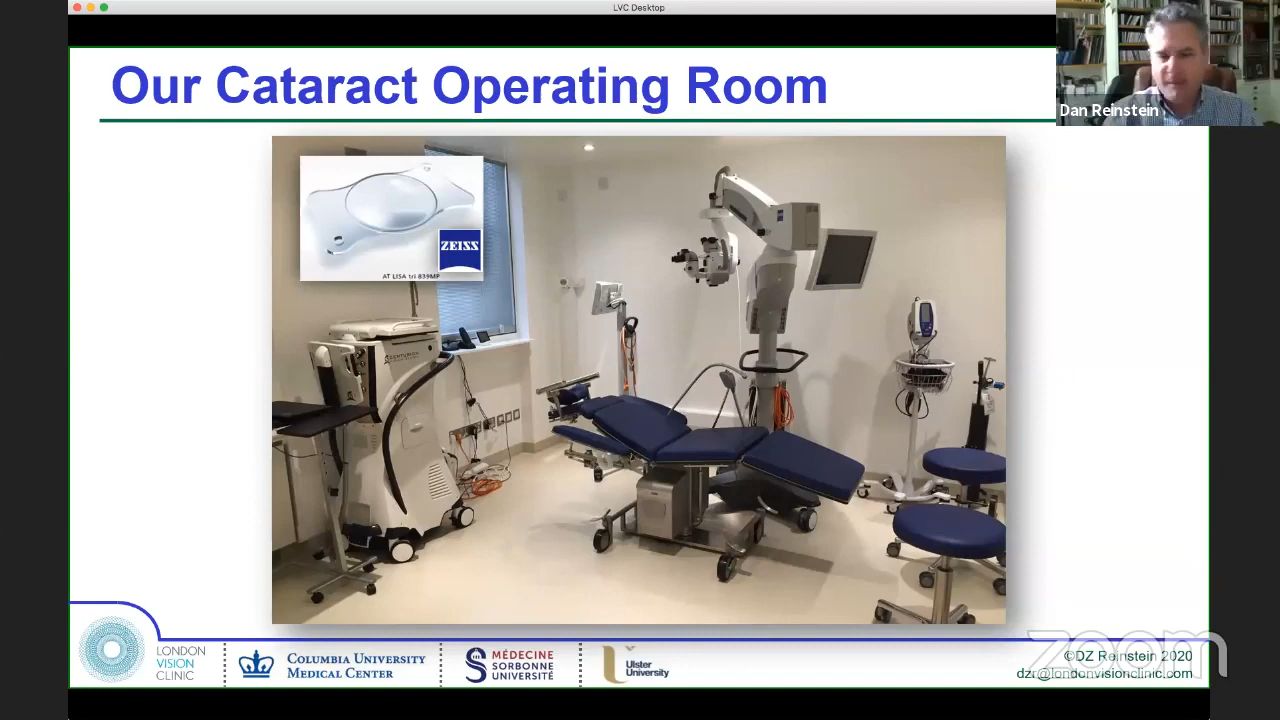 LVC Desktop
Our Cataract Operating Room
Dan Reinstein
ZEISS
AT LISA tri 839MP
CENTURION
LONDON
VISION
CLINIC
COLUMBIA UNIVERSITY
MEDICAL CENTER
MÉDECINE
SORBONNE
UNIVERSITÉ
Ulster
University
©DZ Reinstein 2020
dzr@londonvisionclinic.com
zoom